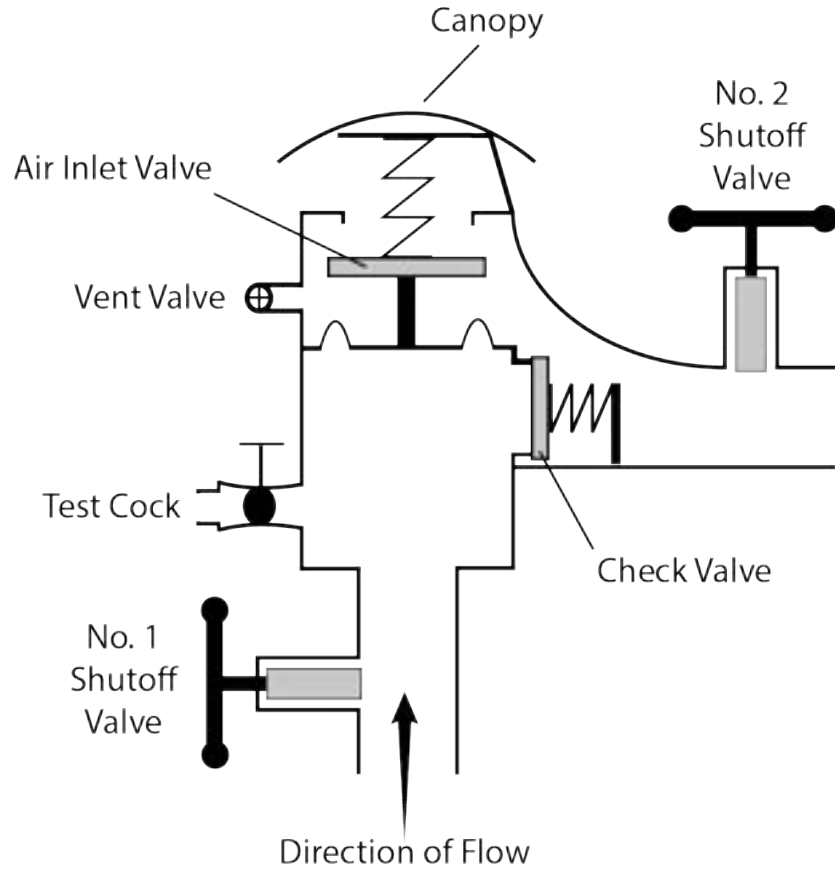 Canopy
No. 2
Shutoff
Valve
Air Inlet Valve
Vent Valve
Test Cock
Check Valve
No. 1
Shutoff
Valve
Direction of Flow